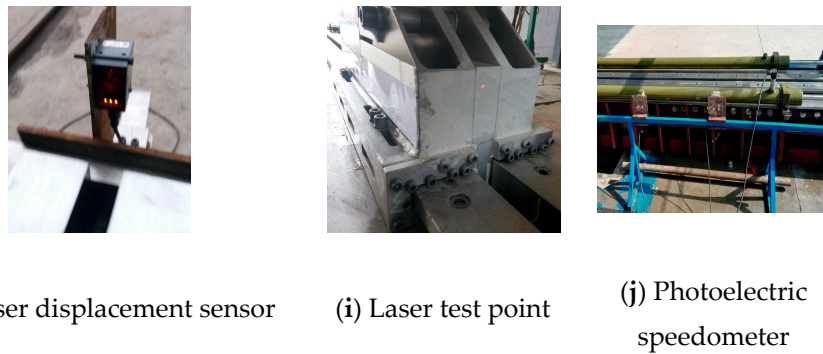 ser displacement sensor
(i) Laser test point
(j) Photoelectric
speedometer